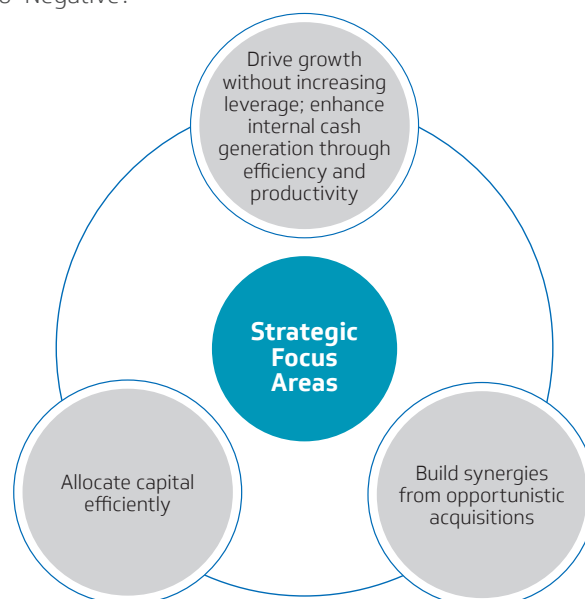 Negative.
Drive growth
without increasing
leverage; enhance
internal cash
generation through
efficiency and
productivity
Strategic
Focus
Areas
Allocate capital
efficiently
Build synergies
from opportunistic
acquisitions